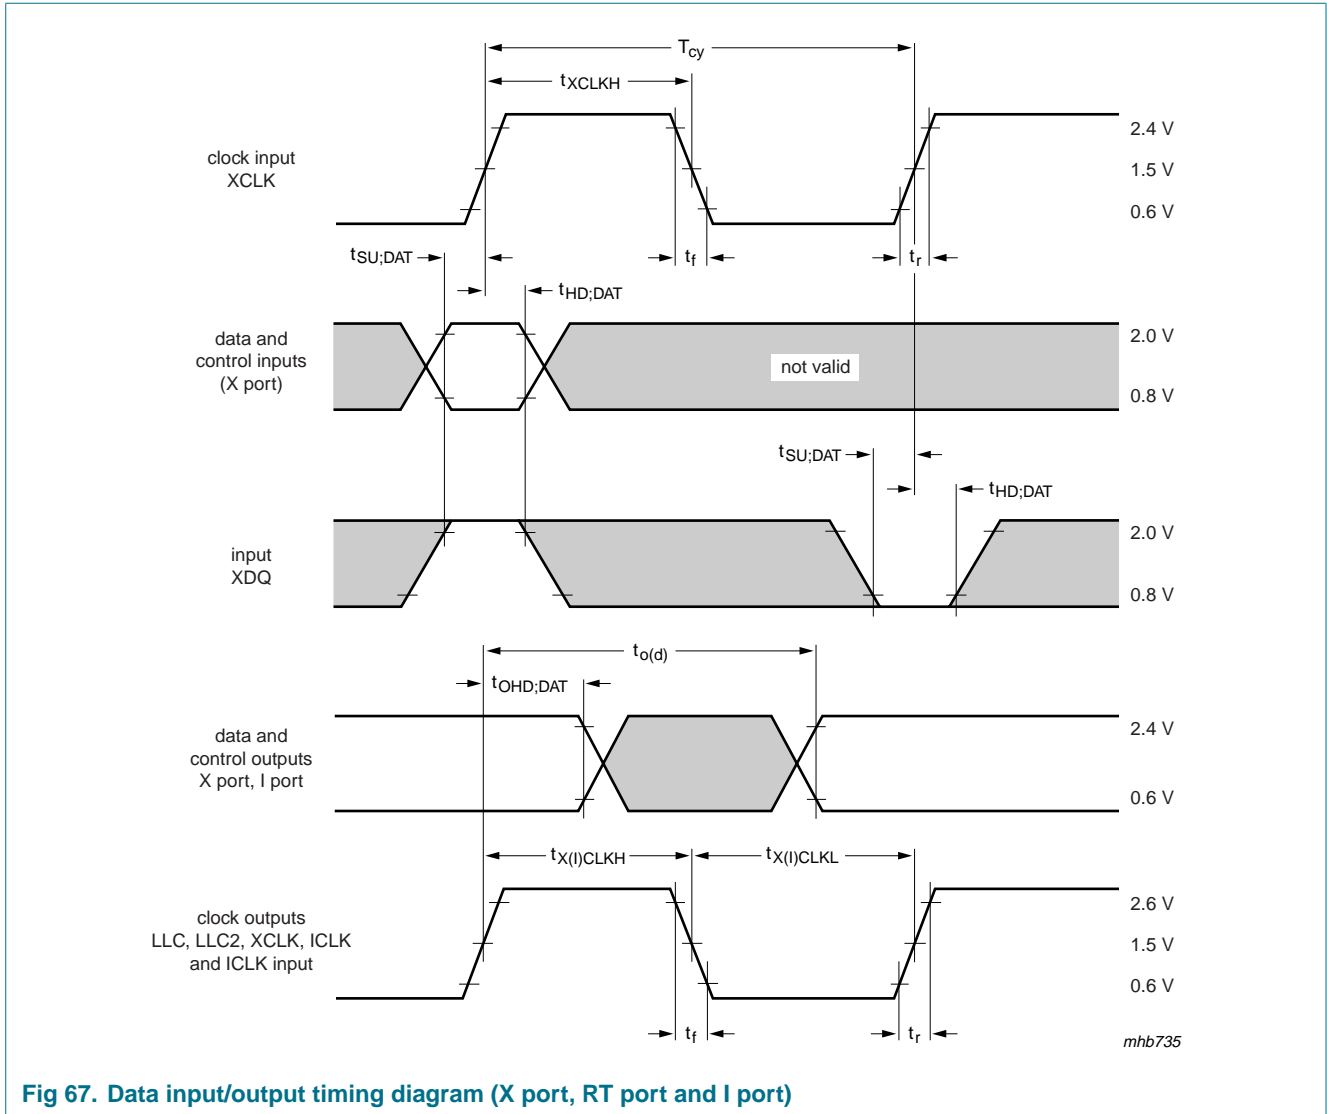 Tcy
tXCLKH
clock input
XCLK
2.4 V
1.5 V
0.6 V
tSU;DAT
tf
tr
tHD;DAT
data and
control inputs
(X port)
not valid
2.0 V
0.8 V
tSU;DAT
tHD;DAT
input
XDQ
2.0 V
0.8 V
to(d)
tOHD;DAT
data and
control outputs
X port, I port
2.4 V
0.6 V
tX(I)CLKH
tX(I)CLKL
clock outputs
LLC, LLC2, XCLK, ICLK
and ICLK input
2.6 V
1.5 V
0.6 V
tf
tr
mhb735
Fig 67. Data input/output timing diagram (X port, RT port and I port)